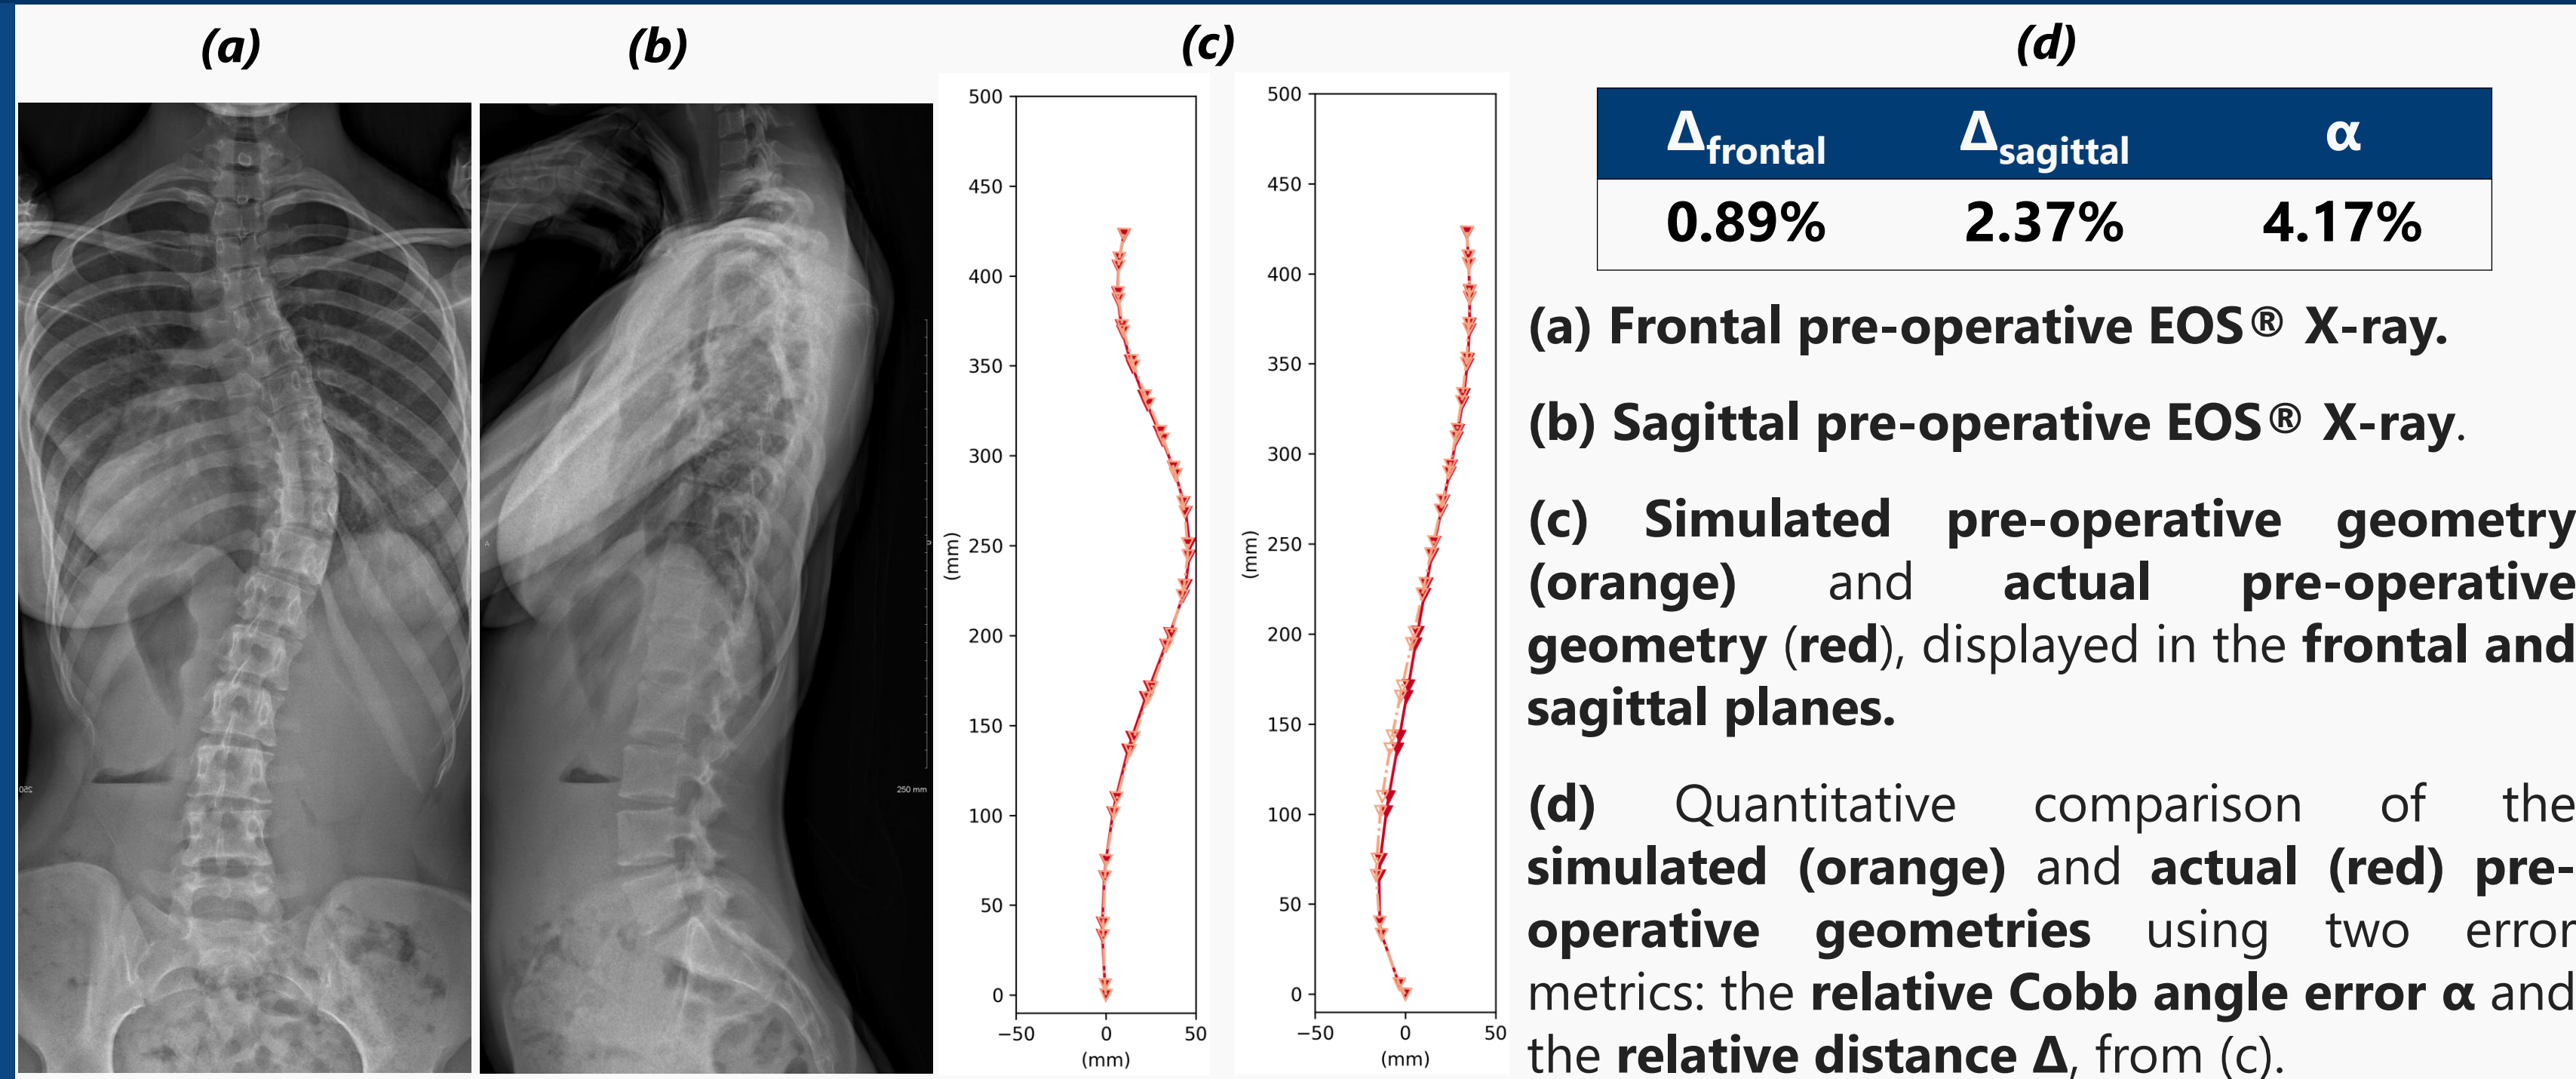 (a)
(b)
(c)
(d)
250
250 mm
500
450
400
350
300
250
200
150
100
50
0
(mm)
−50 0 50
(mm)
500
450
400
350
300
250
200
150
100
50
0
(mm)
−50 0 50
(mm)
Δfrontal Δsagittal α
0.89% 2.37% 4.17%
(a) Frontal pre-operative EOS® X-ray.
(b) Sagittal pre-operative EOS® X-ray.
(c) Simulated pre-operative geometry
(orange) and actual pre-operative
geometry (red), displayed in the frontal and
sagittal planes.
(d) Quantitative comparison of the
simulated (orange) and actual (red) pre-
operative geometries using two error
metrics: the relative Cobb angle error α and
the relative distance Δ, from (c).